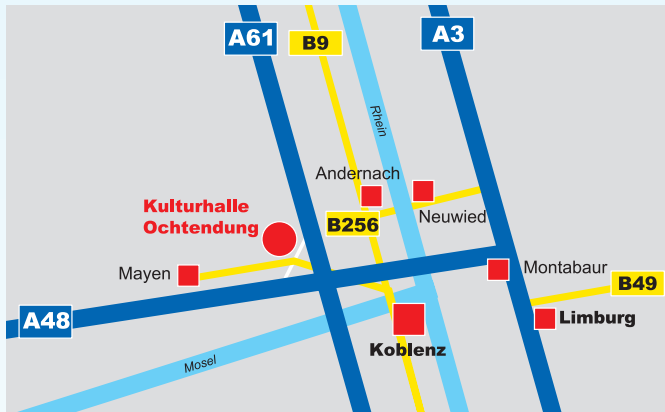 A61
B9
A3
Rhein
Andernach
Kulturhalle
Ochtendung
B256
Neuwied
Mayen
Montabaur
B49
A48
Limburg
Koblenz
Mosel